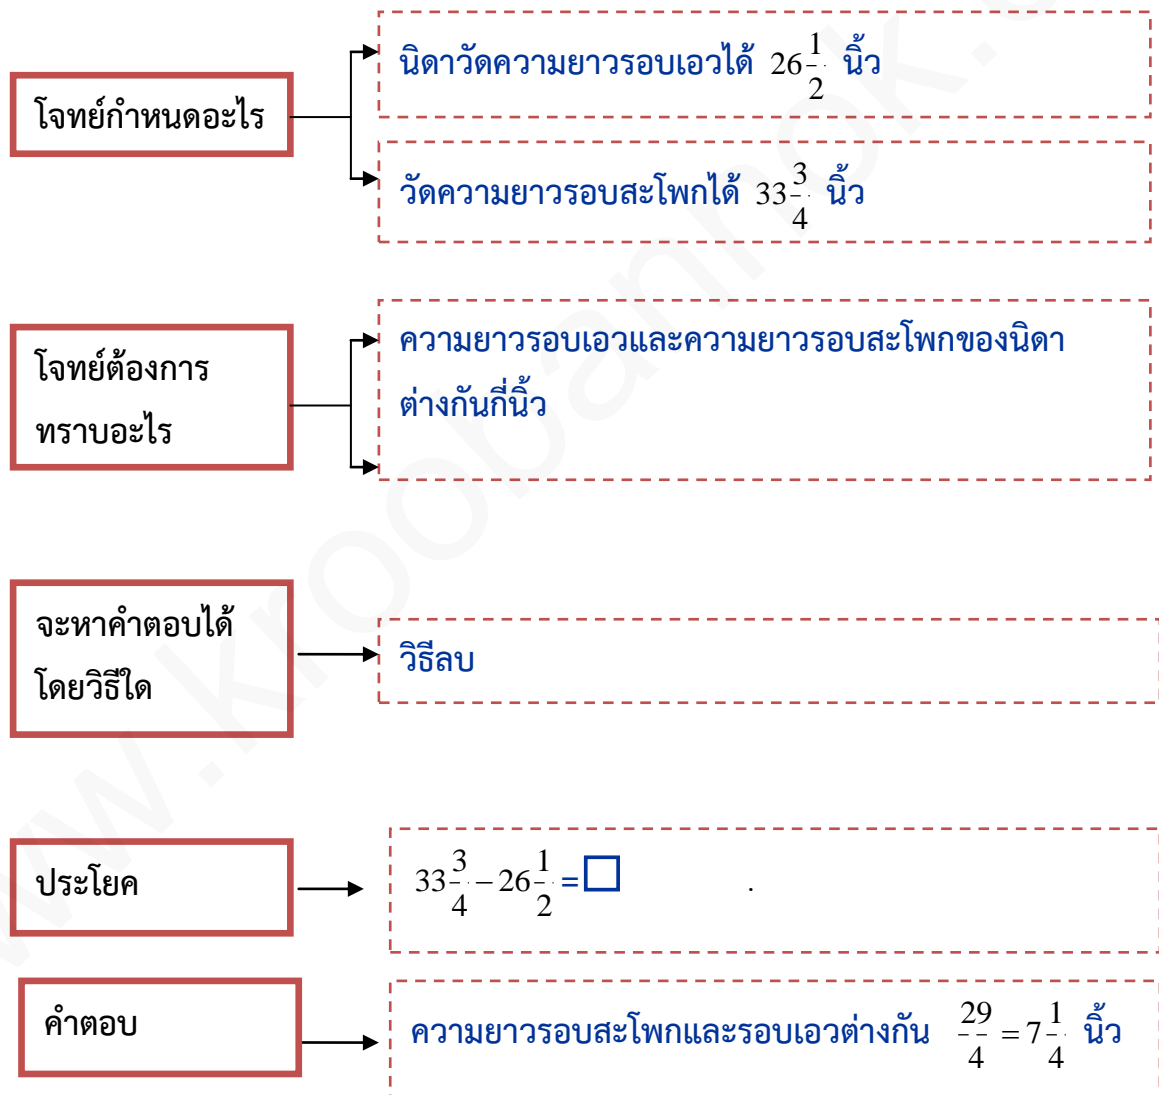 โจทย์กำหนดอะไร
นิดาวัดความยาวรอบเอวได้ 26 1/2 นิ้ว
วัดความยาวรอบสะโพกได้ 33 3/4 นิ้ว
โจทย์ต้องการ
ทราบอะไร
ความยาวรอบเอวและความยาวรอบสะโพกของนิดา
ต่างกันกี่นิ้ว
จะหาคำตอบได้
โดยวิธีใด
วิธีลบ
ประโยค
33 3/4 − 26 1/2 = □ .
คำตอบ
ความยาวรอบสะโพกและรอบเอวต่างกัน 29/4 = 7 1/4 นิ้ว